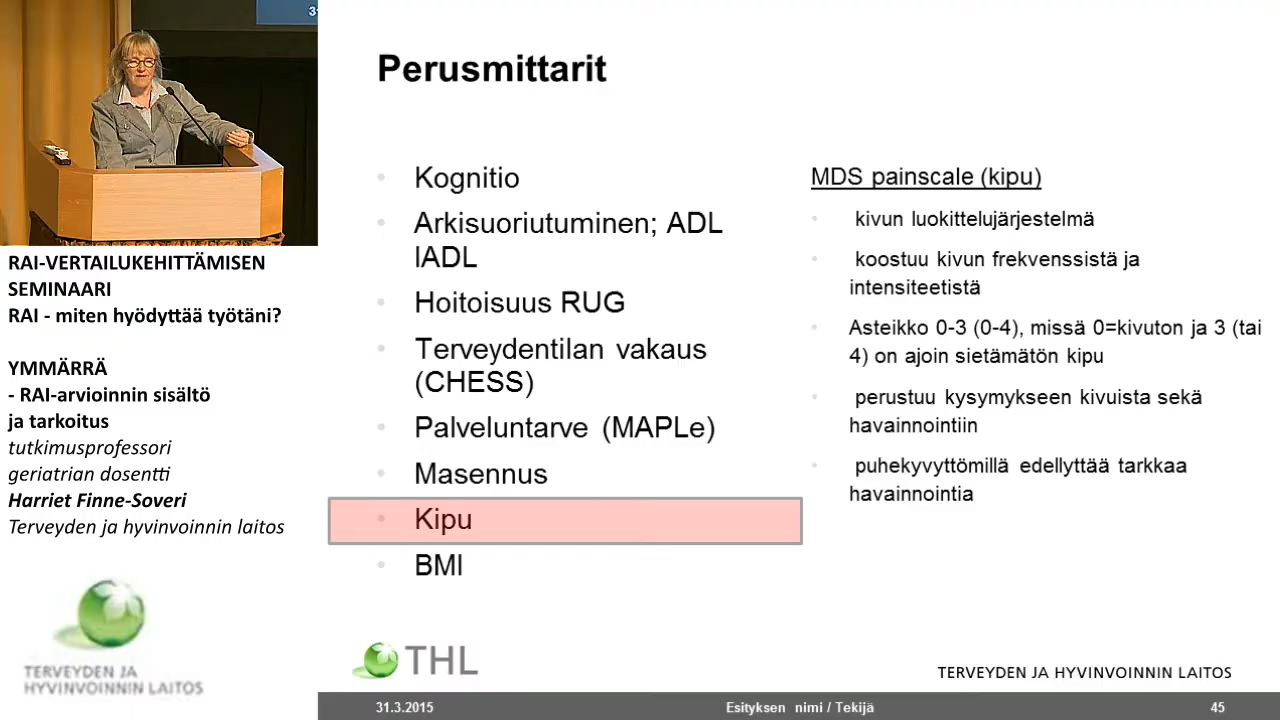 RAI-VERTAILUKEHITTÄMISEN
SEMINAARI
RAI - miten hyödyttää työtäni?
YMMÄRRÄ
- RAI-arvioinnin sisältö
ja tarkoitus
tutkimusprofessori
geriatrian dosentti
Harriet Finne-Soveri
Terveyden ja hyvinvoinnin laitos
TERVEYDEN JA
HYVINVOINNIN LAITOS
Perusmittarit
Kognitio
Arkisuoriutuminen; ADL
IADL
Hoitoisuus RUG
Terveydentilan vakaus
(CHESS)
Palveluntarve (MAPLe)
Masennus
Kipu
BMI
MDS painscale (kipu)
kivun luokittelujärjestelmä
koostuu kivun frekvenssistä ja
intensiteetistä
Asteikko 0-3 (0-4), missä 0=kivuton ja 3 (tai
4) on ajoin sietämätön kipu
perustuu kysymykseen kivuista sekä
havainnointiin
puhekyvyttömillä edellyttää tarkkaa
havainnointia
THL
TERVEYDEN JA HYVINVOINNIN LAITOS
31.3.2015
Esityksen nimi / Tekijä
45